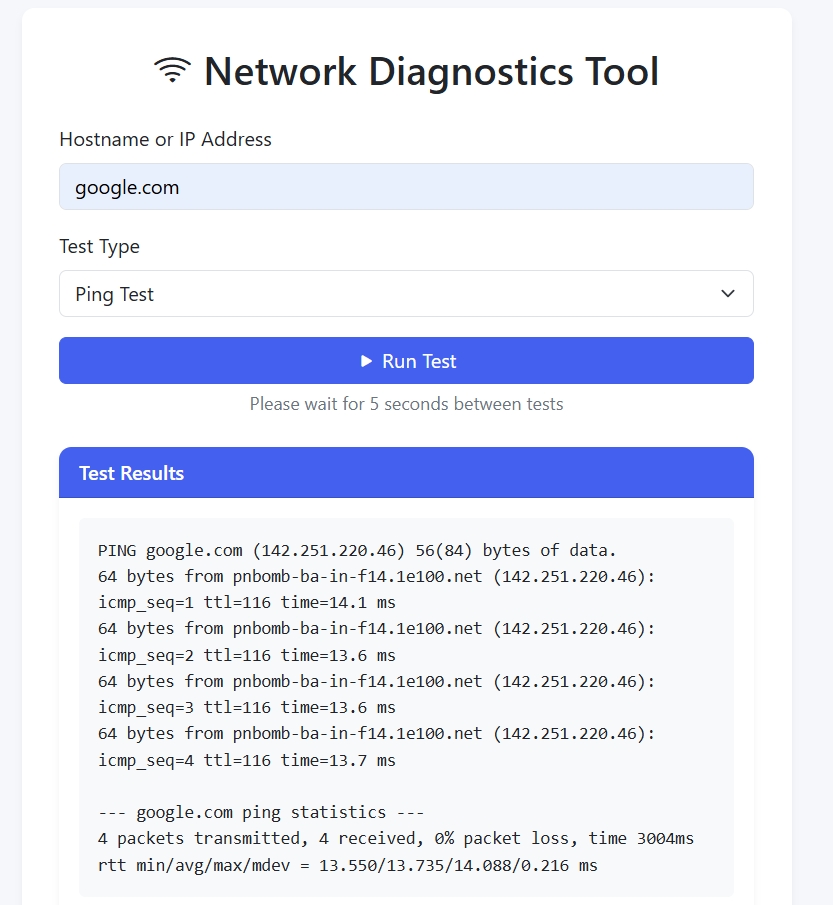 Network Diagnostics Tool
Hostname or IP Address
google.com
Test Type
Ping Test
Run Test
Please wait for 5 seconds between tests
Test Results
PING google.com (142.251.220.46) 56(84) bytes of data.
64 bytes from pnbomb-ba-in-f14.1e100.net (142.251.220.46):
icmp_seq=1 ttl=116 time=14.1 ms
64 bytes from pnbomb-ba-in-f14.1e100.net (142.251.220.46):
icmp_seq=2 ttl=116 time=13.6 ms
64 bytes from pnbomb-ba-in-f14.1e100.net (142.251.220.46):
icmp_seq=3 ttl=116 time=13.6 ms
64 bytes from pnbomb-ba-in-f14.1e100.net (142.251.220.46):
icmp_seq=4 ttl=116 time=13.7 ms
--- google.com ping statistics ---
4 packets transmitted, 4 received, 0% packet loss, time 3004ms
rtt min/avg/max/mdev = 13.550/13.735/14.088/0.216 ms